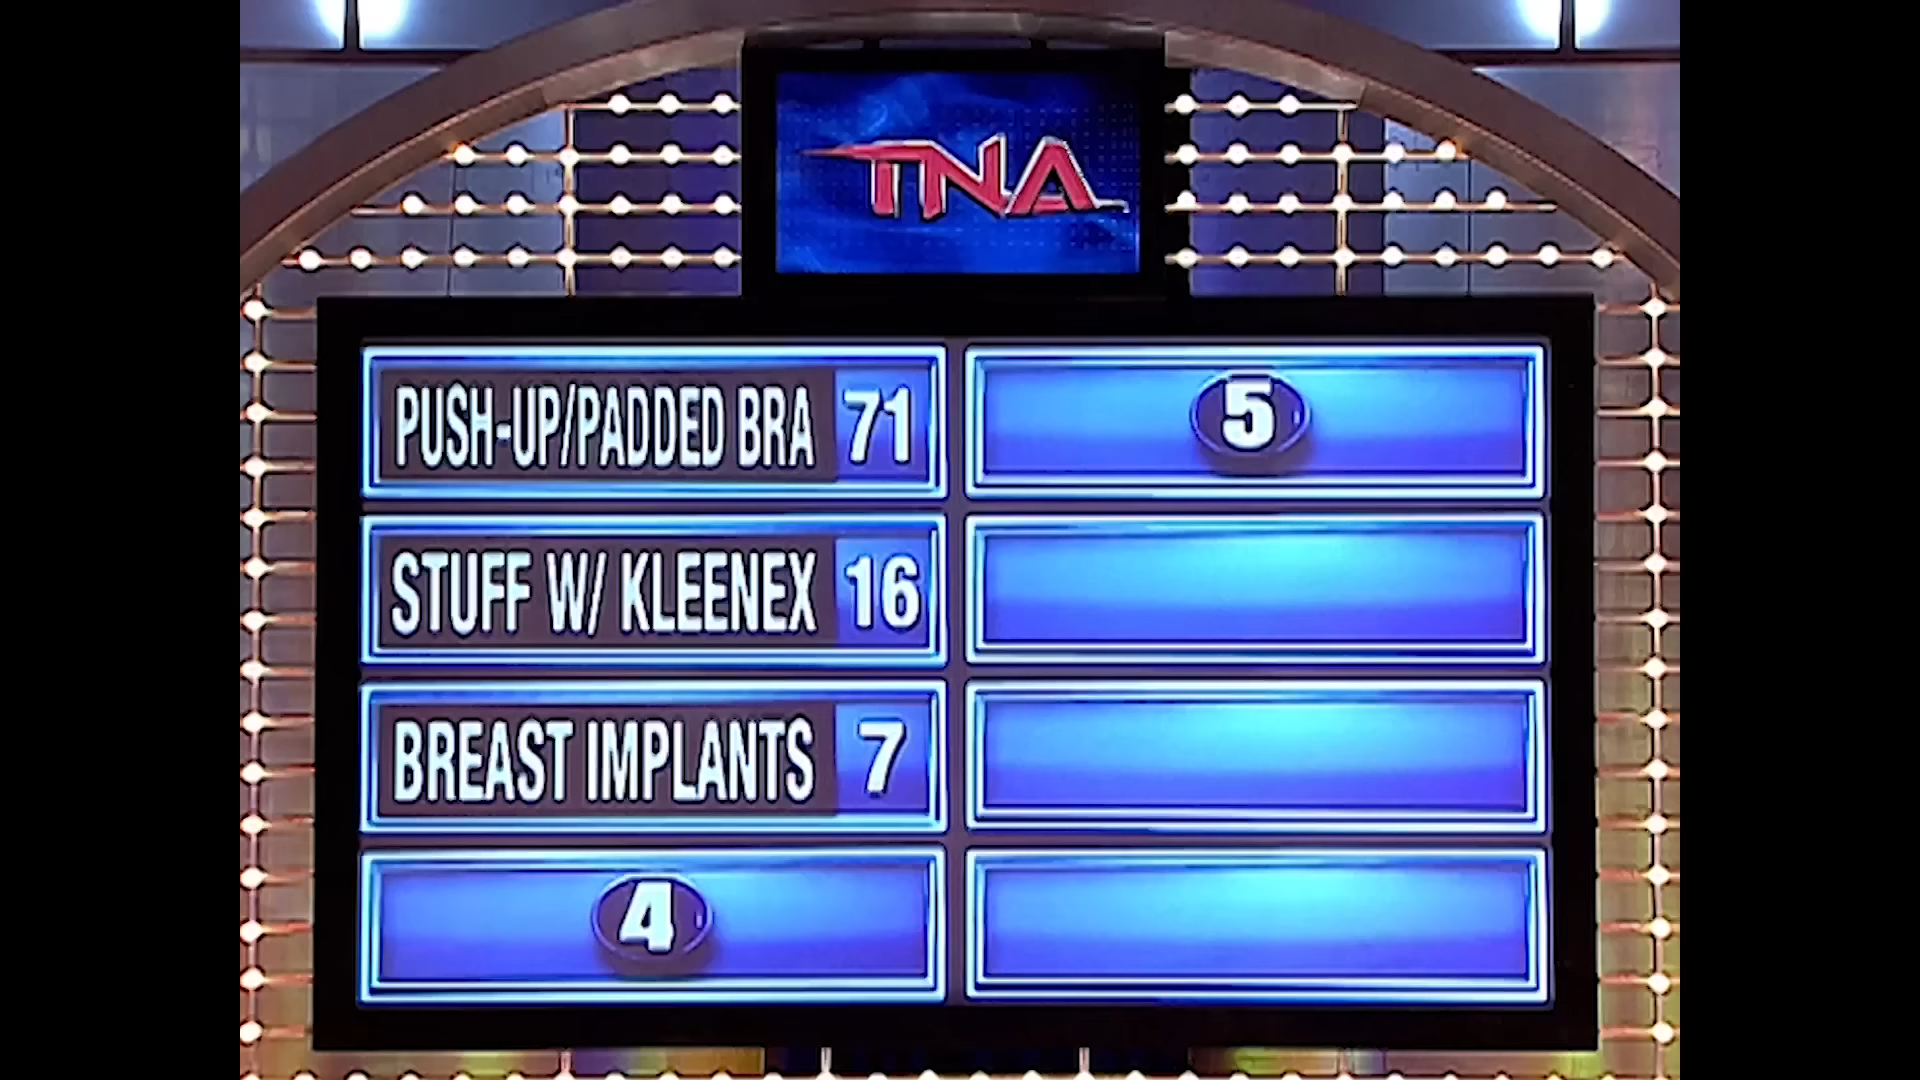 TNA
PUSH-UP/PADDED BRA 71
STUFF W/ KLEENEX 16
BREAST IMPLANTS 7
4
5